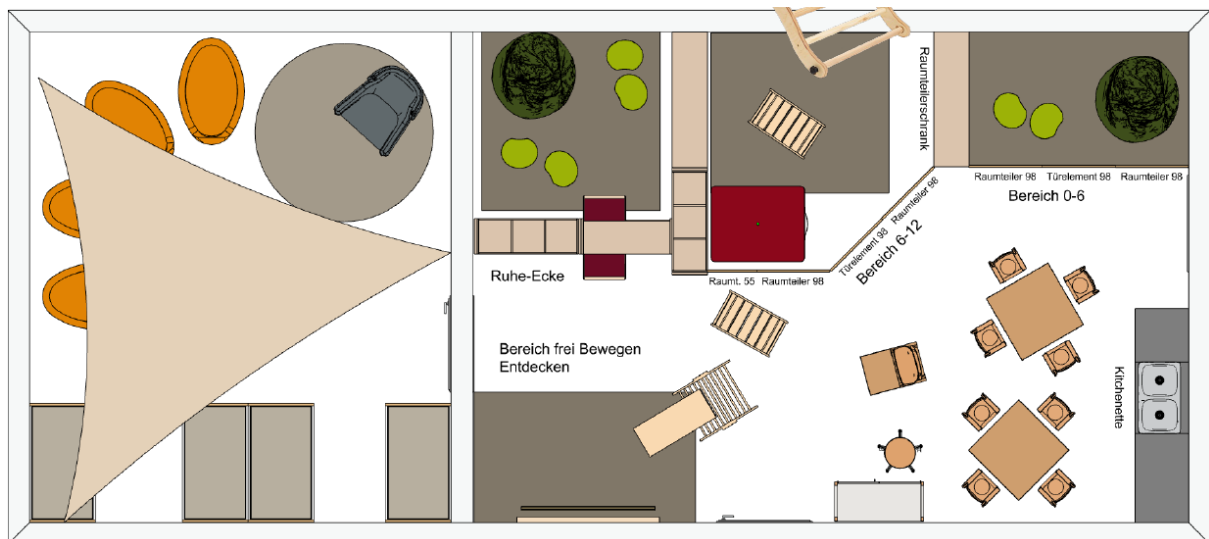 Raumteilerschrank
Raumteiler 98 Türelement 98 Raumteiler 98
Bereich 0-6
Türelement 98 Raumteiler 98
Bereich 6-12
Ruhe-Ecke
Raumt. 55 Raumteiler 98
Bereich frei Bewegen
Entdecken
Kitchenette